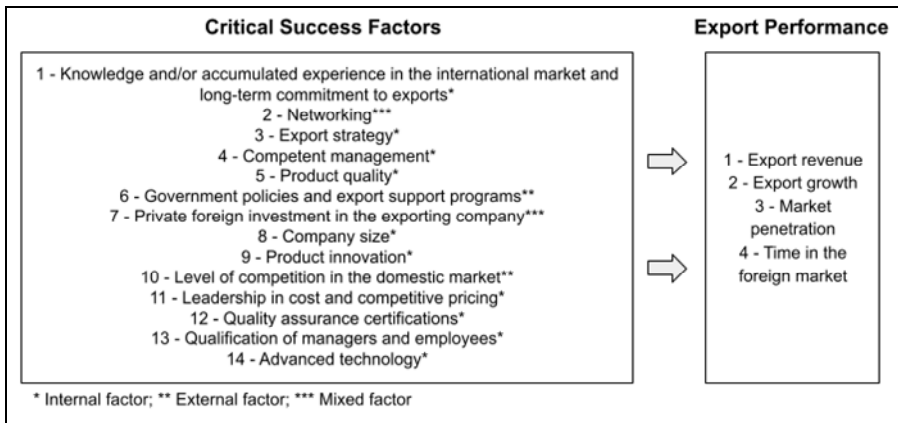 Critical Success Factors
1 - Knowledge and/or accumulated experience in the international market and
long-term commitment to exports*
2 - Networking***
3 - Export strategy*
4 - Competent management*
5 - Product quality*
6 - Government policies and export support programs**
7 - Private foreign investment in the exporting company***
8 - Company size*
9 - Product innovation*
10 - Level of competition in the domestic market**
11 - Leadership in cost and competitive pricing*
12 - Quality assurance certifications*
13 - Qualification of managers and employees*
14 - Advanced technology*
* Internal factor; ** External factor; *** Mixed factor
Export Performance
1 - Export revenue
2 - Export growth
3 - Market
penetration
4 - Time in the
foreign market